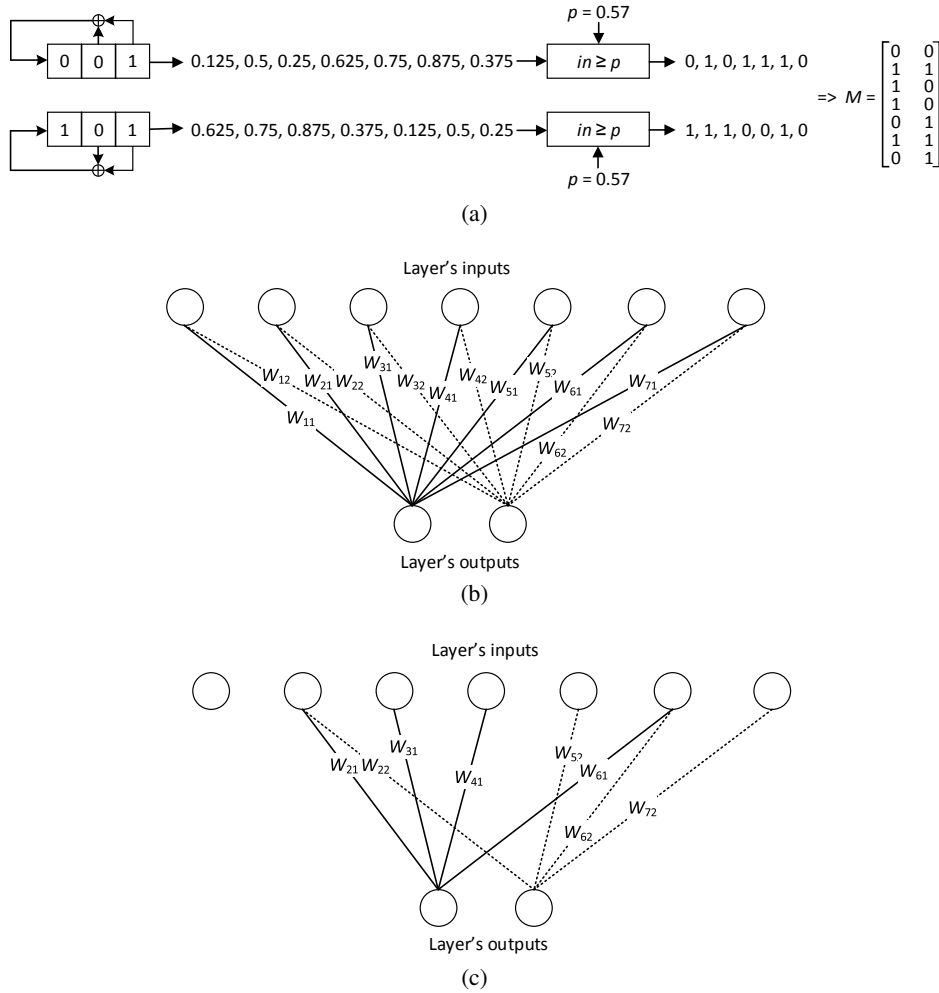 p = 0.57
0 0 1
0.125, 0.5, 0.25, 0.625, 0.75, 0.875, 0.375
in ≥ p
0, 1, 0, 1, 1, 1, 0
1 0 1
0.625, 0.75, 0.875, 0.375, 0.125, 0.5, 0.25
in ≥ p
1, 1, 1, 0, 0, 1, 0
p = 0.57
=> M =
0 0
1 1
1 0
1 0
0 1
1 1
0 1
(a)
Layer's inputs
W31
W12 W21 W22 W32 W42 W52 W71
W41 W51 W61
W11 W72
W62
Layer's outputs
(b)
Layer's inputs
W31 W52
W21 W22 W61
W41
W72
W62
Layer's outputs
(c)